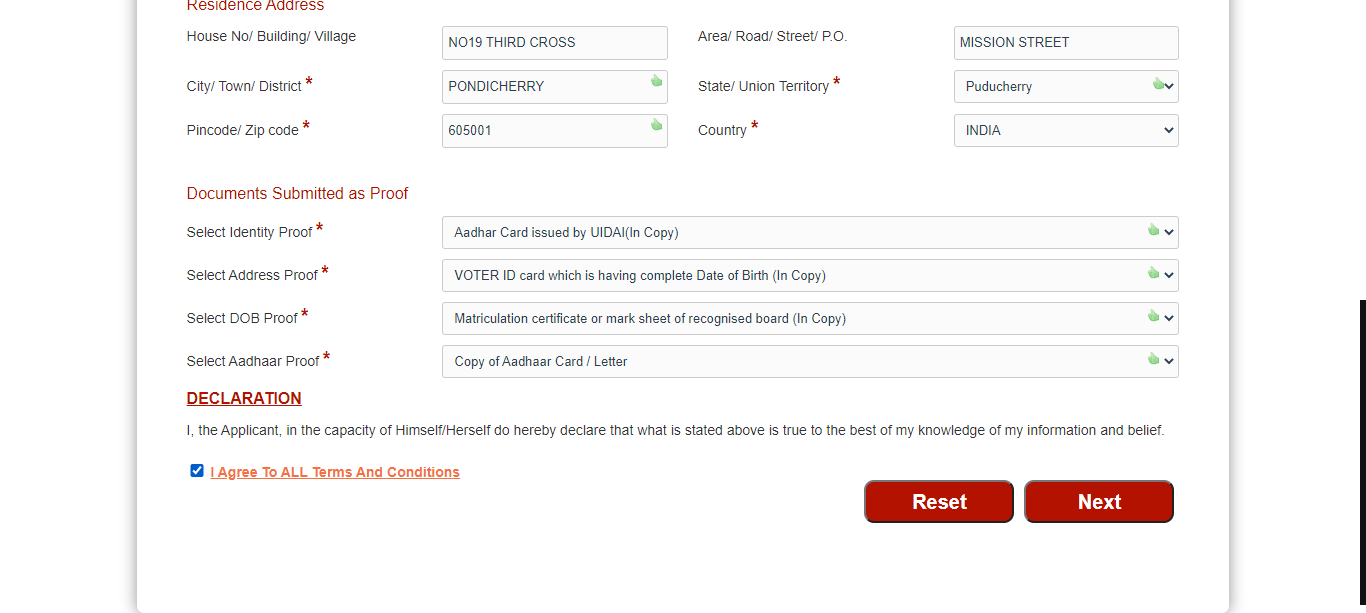 Residence Address
House No/ Building/ Village NO19 THIRD CROSS Area/ Road/ Street/ P.O. MISSION STREET
City/ Town/ District * PONDICHERRY State/ Union Territory * Puducherry
Pincode/ Zip code * 605001 Country * INDIA
Documents Submitted as Proof
Select Identity Proof * Aadhar Card issued by UIDAI(In Copy)
Select Address Proof * VOTER ID card which is having complete Date of Birth (In Copy)
Select DOB Proof * Matriculation certificate or mark sheet of recognised board (In Copy)
Select Aadhaar Proof * Copy of Aadhaar Card / Letter
DECLARATION
I, the Applicant, in the capacity of Himself/Herself do hereby declare that what is stated above is true to the best of my knowledge of my information and belief.
I Agree To ALL Terms And Conditions
Reset Next